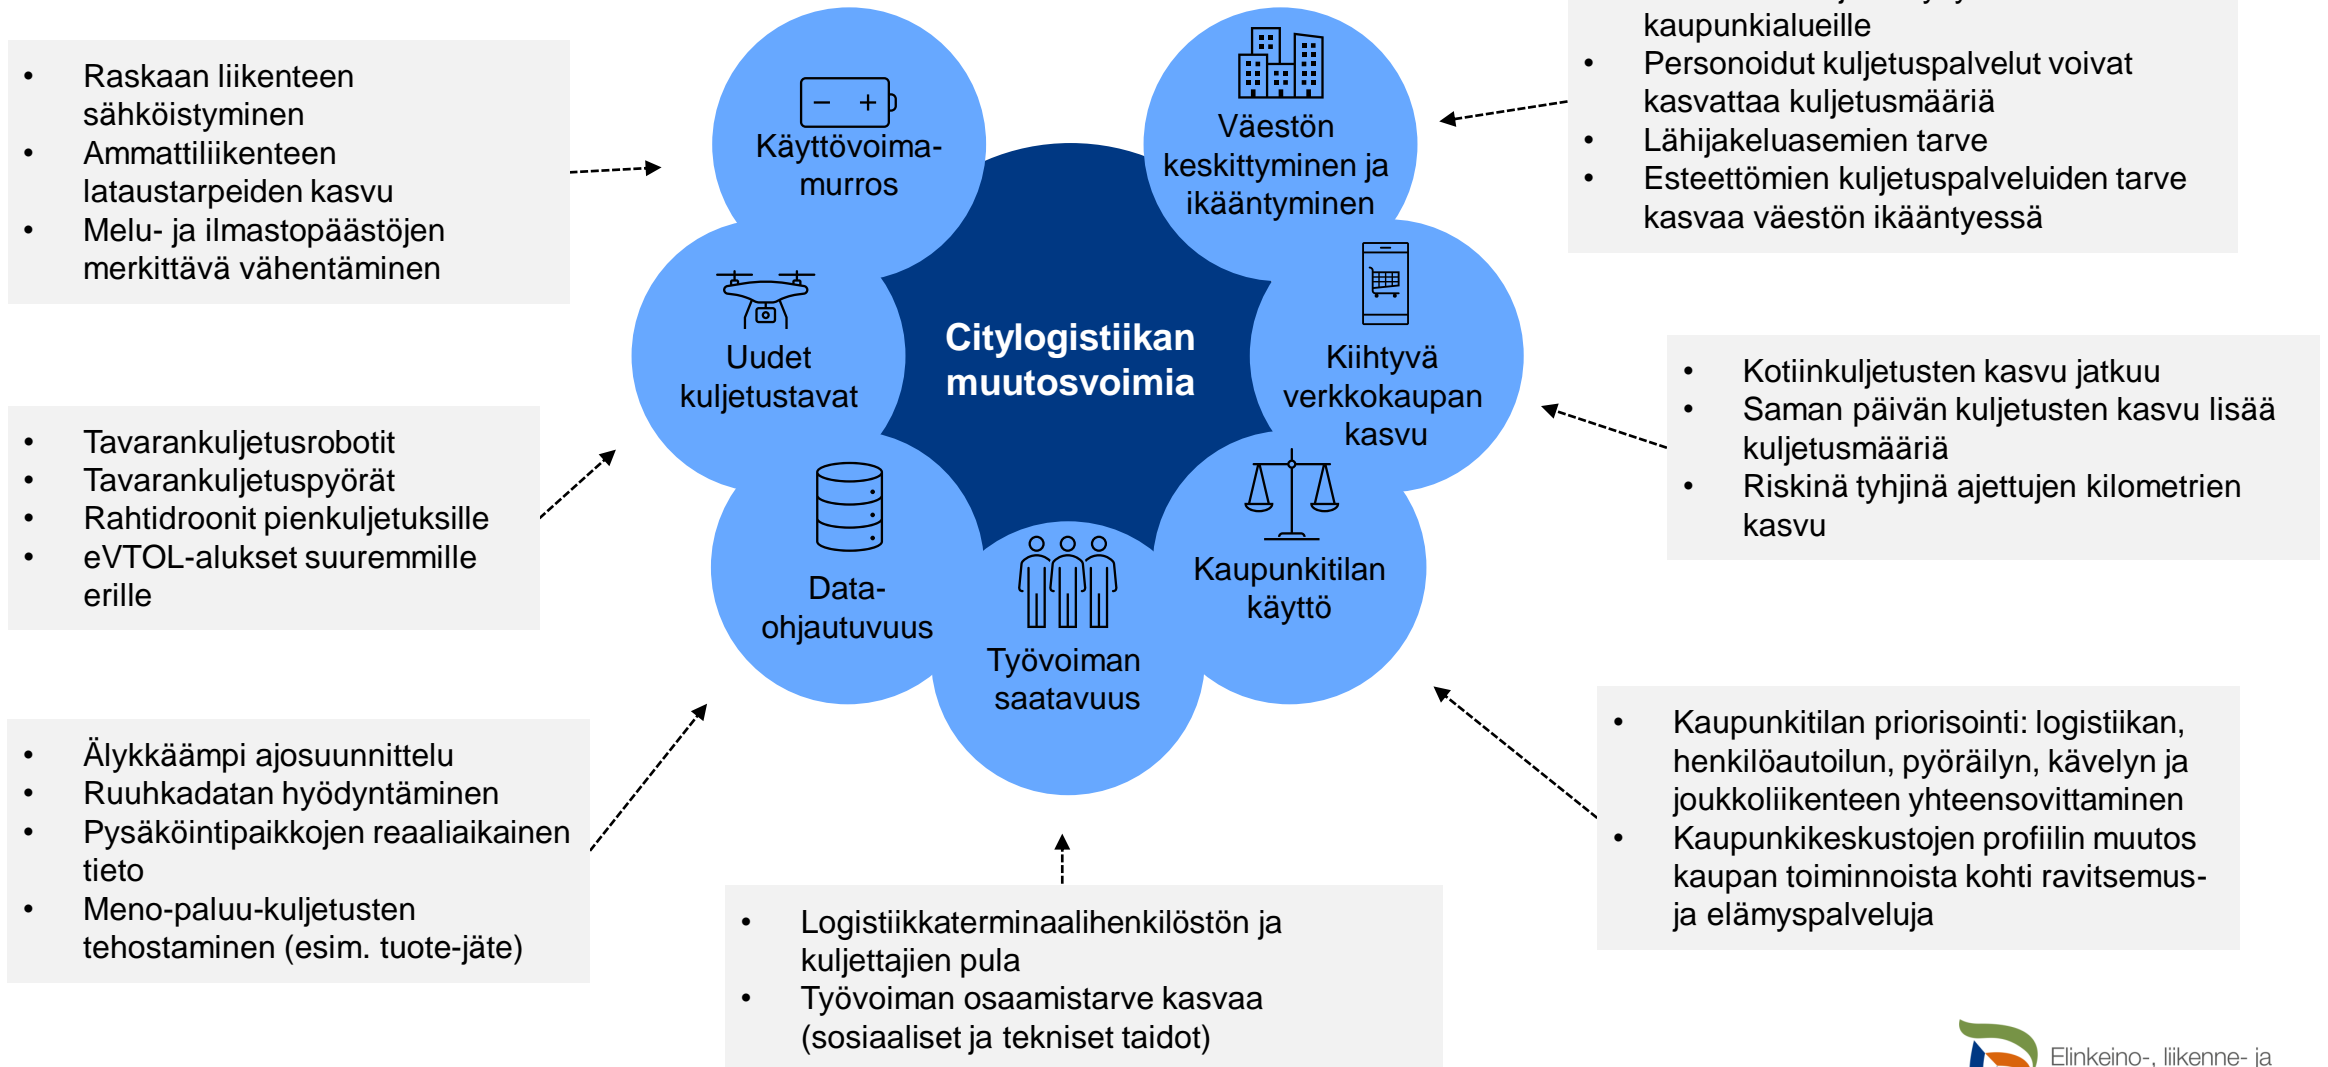 kaupunkialueille
• Personoidut kuljetuspalvelut voivat
kasvattaa kuljetusmääriä
• Lähijakeluasemien tarve
• Esteettömien kuljetuspalveluiden tarve
kasvaa väestön ikääntyessä
• Raskaan liikenteen
sähköistyminen
• Ammattiliikenteen
lataustarpeiden kasvu
• Melu- ja ilmastopäästöjen
merkittävä vähentäminen
− +
Käyttövoima-
murros
Väestön
keskittyminen ja
ikääntyminen
Uudet
kuljetustavat
Citylogistiikan
muutosvoimia
Kiihtyvä
verkkokaupan
kasvu
• Kotiinkuljetusten kasvu jatkuu
• Saman päivän kuljetusten kasvu lisää
kuljetusmääriä
• Riskinä tyhjinä ajettujen kilometrien
kasvu
• Tavarankuljetusrobotit
• Tavarankuljetuspyörät
• Rahtidroonit pienkuljetuksille
• eVTOL-alukset suuremmille
erille
Data-
ohjautuvuus
Työvoiman
saatavuus
Kaupunkitilan
käyttö
• Älykkäämpi ajosuunnittelu
• Ruuhkadatan hyödyntäminen
• Pysäköintipaikkojen reaaliaikainen
tieto
• Meno-paluu-kuljetusten
tehostaminen (esim. tuote-jäte)
• Logistiikkaterminaalihenkilöstön ja
kuljettajien pula
• Työvoiman osaamistarve kasvaa
(sosiaaliset ja tekniset taidot)
• Kaupunkitilan priorisointi: logistiikan,
henkilöautoilun, pyöräilyn, kävelyn ja
joukkoliikenteen yhteensovittaminen
• Kaupunkikeskustojen profiilin muutos
kaupan toiminnoista kohti ravitsemus-
ja elämyspalveluja
Elinkeino-, liikenne- ja